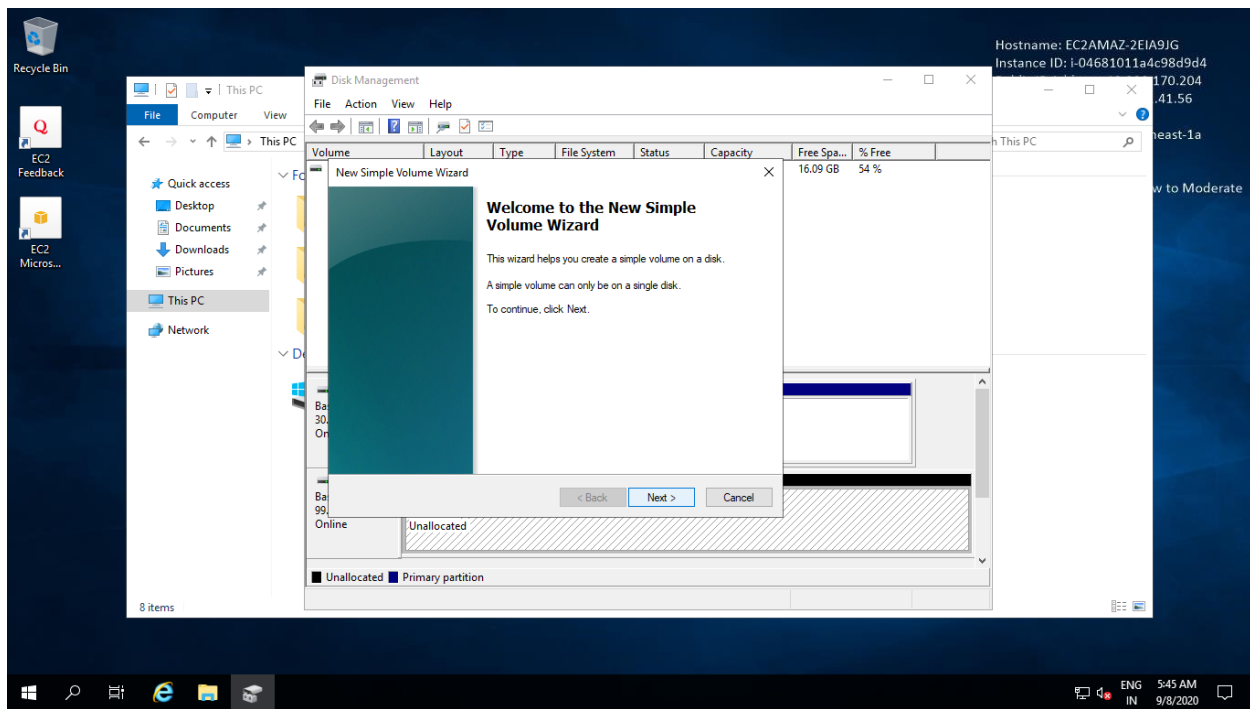 Recycle Bin
EC2
Feedback
EC2
Micros...
Hostname: EC2AMAZ-2EIA9JG
Instance ID: i-04681011a4c98d9d4
170.204
.41.56
neast-1a
w to Moderate
This PC
File Computer View
This PC
h This PC
Quick access
Desktop
Documents
Downloads
Pictures
This PC
Network
8 items
Disk Management
File Action View Help
Volume Layout Type File System Status Capacity Free Spa... % Free
16.09 GB 54 %
New Simple Volume Wizard
Welcome to the New Simple
Volume Wizard
This wizard helps you create a simple volume on a disk.
A simple volume can only be on a single disk.
To continue, click Next.
< Back Next > Cancel
Ba
30.
On
Ba
99.
Online
Unallocated
Unallocated Primary partition
ENG
IN
5:45 AM
9/8/2020